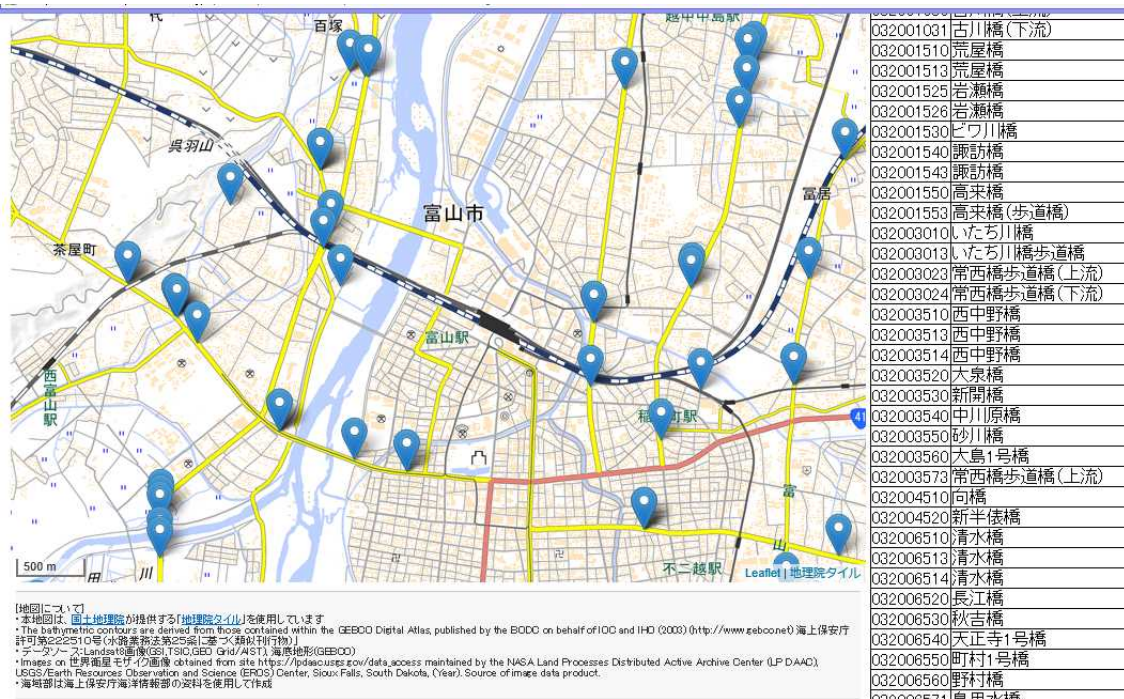 百塚
越中中島駅
呉羽山
富山市
富居
茶屋町
富山駅
西富山駅
稲
町駅
41
富
山
不二越駅
500 m
Leaflet | 地理院タイル
[地図について]
・本地図は、国土地理院が提供する「地理院タイル」を使用しています
・The bathymetric contours are derived from those contained within the GEBCO Digital Atlas, published by the BODC on behalf of IOC and IHO (2003) (http://www.gebco.net) 海上保安庁
許可第222510号(水路業務法第25条に基づく類似刊行物)
・データソース:Landsat8画像(GSI,TSIC,GEO Grid/AIST), 海底地形(GEBCO)
・Images on 世界衛星モザイク画像 obtained from site https://lpdaac.usgs.gov/data_access maintained by the NASA Land Processes Distributed Active Archive Center (LP DAAC),
USGS/Earth Resources Observation and Science (EROS) Center, Sioux Falls, South Dakota, (Year). Source of image data product.
・海域部は海上保安庁海洋情報部の資料を使用して作成
032001031 古川橋(下流)
032001510 荒屋橋
032001513 荒屋橋
032001525 岩瀬橋
032001526 岩瀬橋
032001530 ビワ川橋
032001540 諏訪橋
032001543 諏訪橋
032001550 高来橋
032001553 高来橋(歩道橋)
032003010 いたち川橋
032003013 いたち川橋歩道橋
032003023 常西橋歩道橋(上流)
032003024 常西橋歩道橋(下流)
032003510 西中野橋
032003513 西中野橋
032003514 西中野橋
032003520 大泉橋
032003530 新開橋
032003540 中川原橋
032003550 砂川橋
032003560 大島1号橋
032003573 常西橋歩道橋(上流)
032004510 向橋
032004520 新半俵橋
032006510 清水橋
032006513 清水橋
032006514 清水橋
032006520 長江橋
032006530 秋吉橋
032006540 天正寺1号橋
032006550 町村1号橋
032006560 野村橋